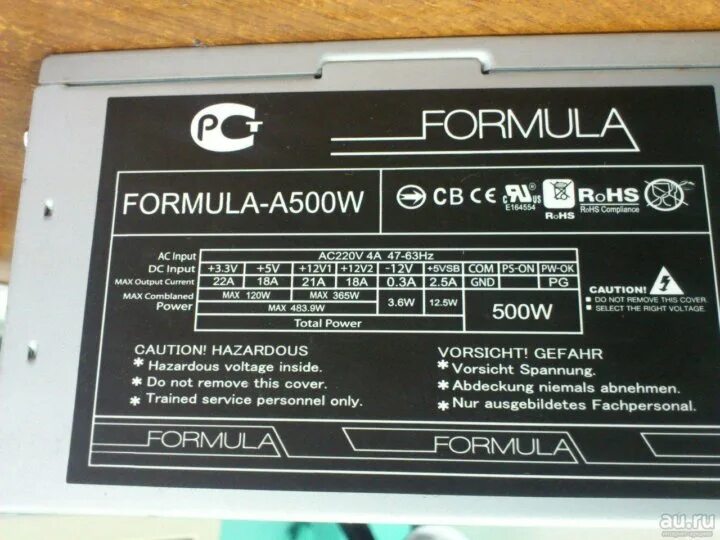 РСТ
FORMULA
FORMULA-A500W
CB CE c RU us E164554 RoHS RoHS RoHS Compliance
AC Input AC220V 4A 47-63Hz
DC Input +3.3V +5V +12V1 +12V2 -12V +5VSB COM PS-ON PW-OK
MAX Output Current 22A 18A 21A 18A 0.3A 2.5A GND PG
MAX Comblaned Power MAX 120W MAX 365W 3.6W 12.5W 500W
MAX 483.9W
Total Power
CAUTION!
DO NOT REMOVE THIS COVER.
SELECT THE RIGHT VOLTAGE.
CAUTION! HAZARDOUS
* Hazardous voltage inside.
* Do not remove this cover.
* Trained service personnel only.
VORSICHT! GEFAHR
* Vorsicht Spannung.
* Abdeckung niemals abnehmen.
* Nur ausgebildetes Fachpersonal.
FORMULA FORMULA
au.ru